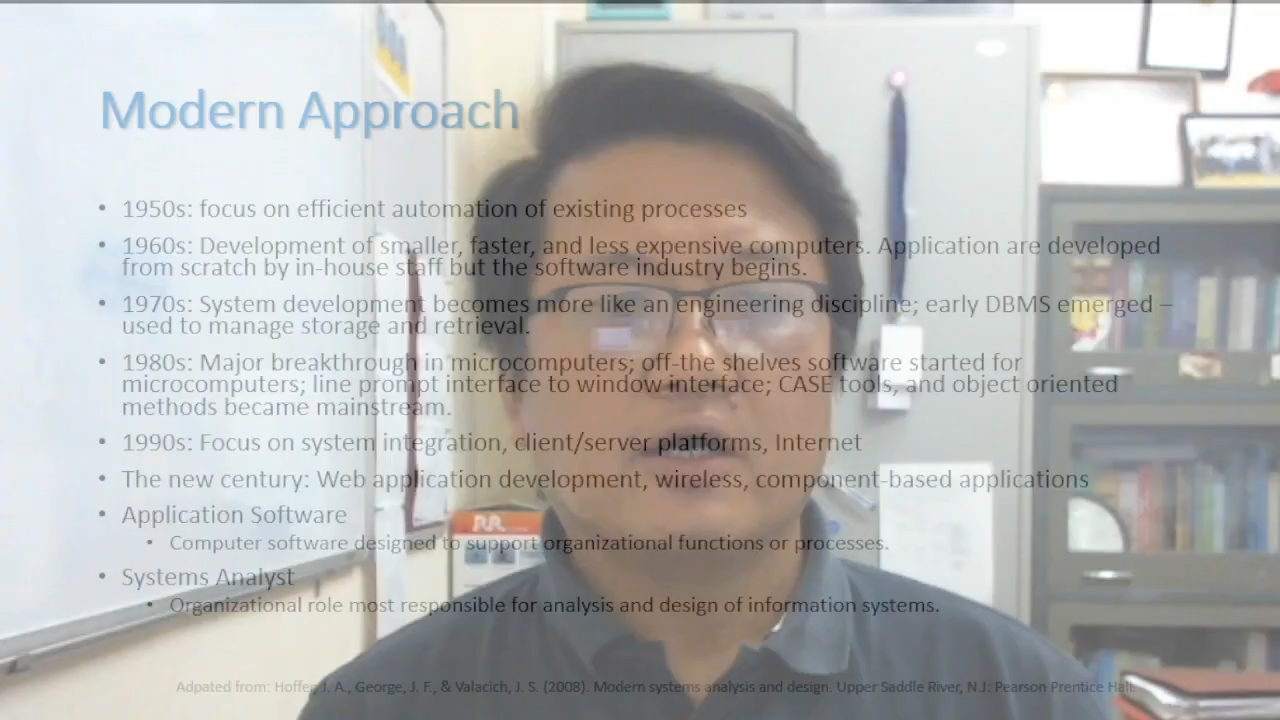 Modern Approach
• 1950s: focus on efficient automation of existing processes
• 1960s: Development of smaller, faster, and less expensive computers. Application are developed
from scratch by in-house staff but the software industry begins.
• 1970s: System development becomes more like an engineering discipline; early DBMS emerged –
used to manage storage and retrieval.
• 1980s: Major breakthrough in microcomputers; off-the shelves software started for
microcomputers; line prompt interface to window interface; CASE tools, and object oriented
methods became mainstream.
• 1990s: Focus on system integration, client/server platforms, Internet
• The new century: Web application development, wireless, component-based applications
• Application Software
• Computer software designed to support organizational functions or processes.
• Systems Analyst
• Organizational role most responsible for analysis and design of information systems.
Adpated from: Hoffer, J. A., George, J. F., & Valacich, J. S. (2008). Modern systems analysis and design. Upper Saddle River, N.J: Pearson Prentice Hall.
R.R.